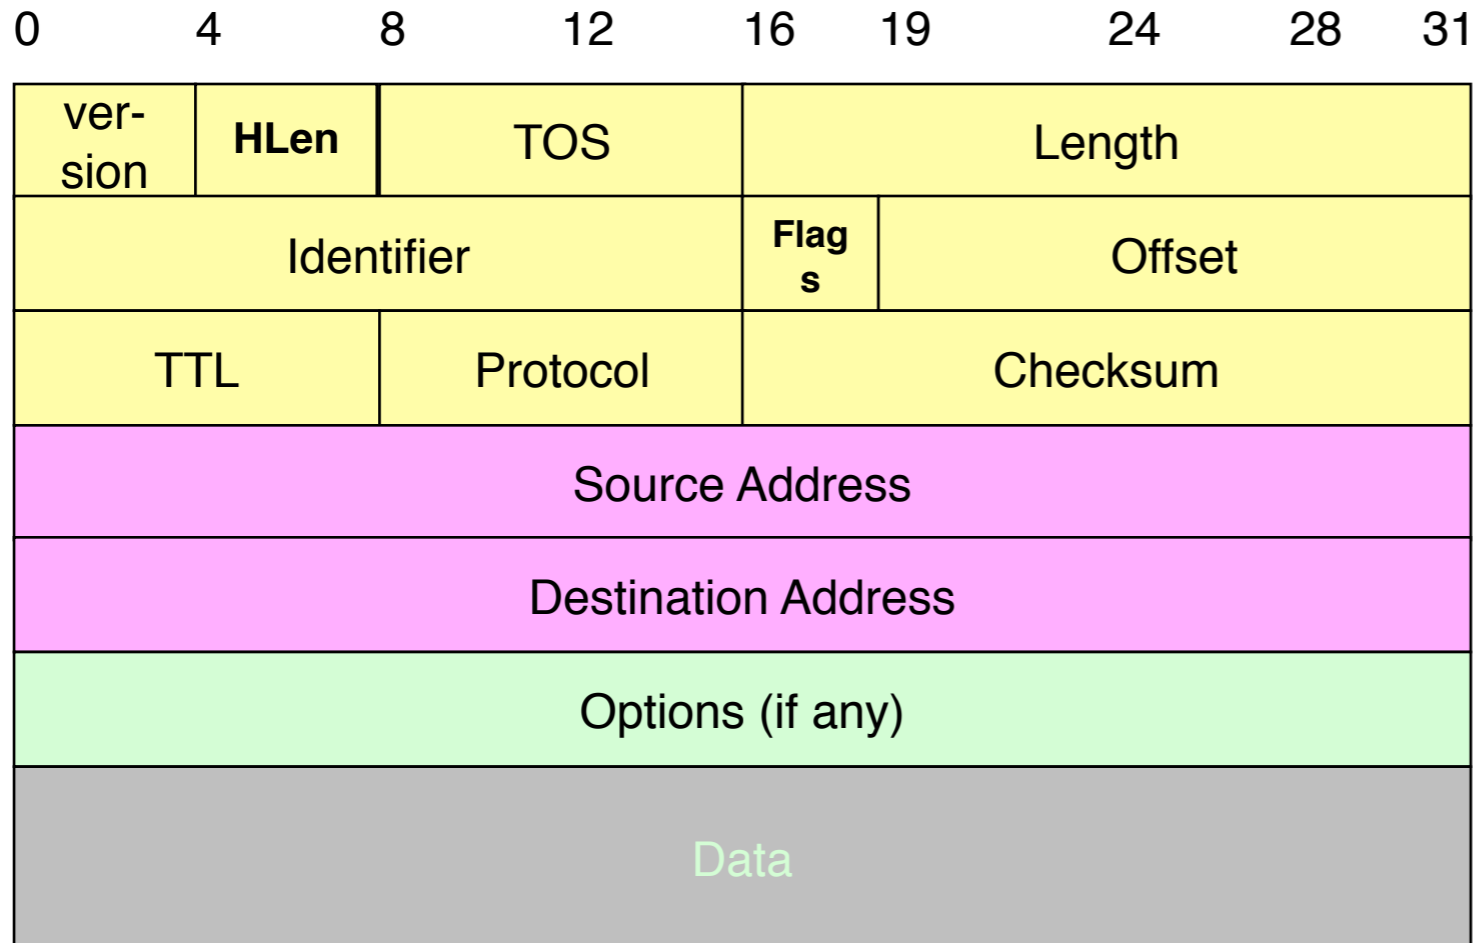 0 4 8 12 16 19 24 28 31
ver-
sion
HLen
TOS
Length
Identifier
Flag
s
Offset
TTL
Protocol
Checksum
Source Address
Destination Address
Options (if any)
Data